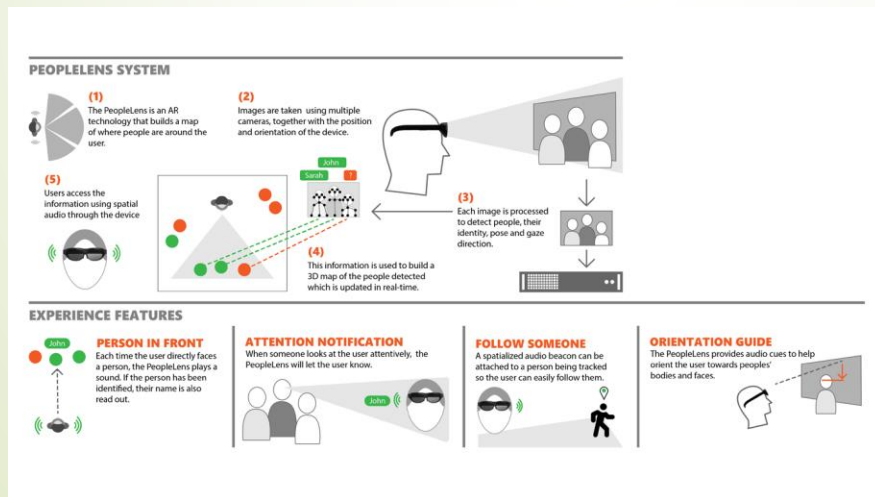 PEOPLELENS SYSTEM
(1)
The PeopleLens is an AR
technology that builds a map
of where people are around the
user.
(2)
Images are taken using multiple
cameras, together with the position
and orientation of the device.
(3)
Each image is processed
to detect people, their
identity, pose and gaze
direction.
John
Sarah
?
(4)
This information is used to build a
3D map of the people detected
which is updated in real-time.
(5)
Users access the
information using spatial
audio through the device
EXPERIENCE FEATURES
John
PERSON IN FRONT
Each time the user directly faces
a person, the PeopleLens plays a
sound. If the person has been
identified, their name is also
read out.
ATTENTION NOTIFICATION
When someone looks at the user attentively, the
PeopleLens will let the user know.
John
FOLLOW SOMEONE
A spatialized audio beacon can be
attached to a person being tracked
so the user can easily follow them.
ORIENTATION GUIDE
The PeopleLens provides audio cues to help
orient the user towards peoples'
bodies and faces.